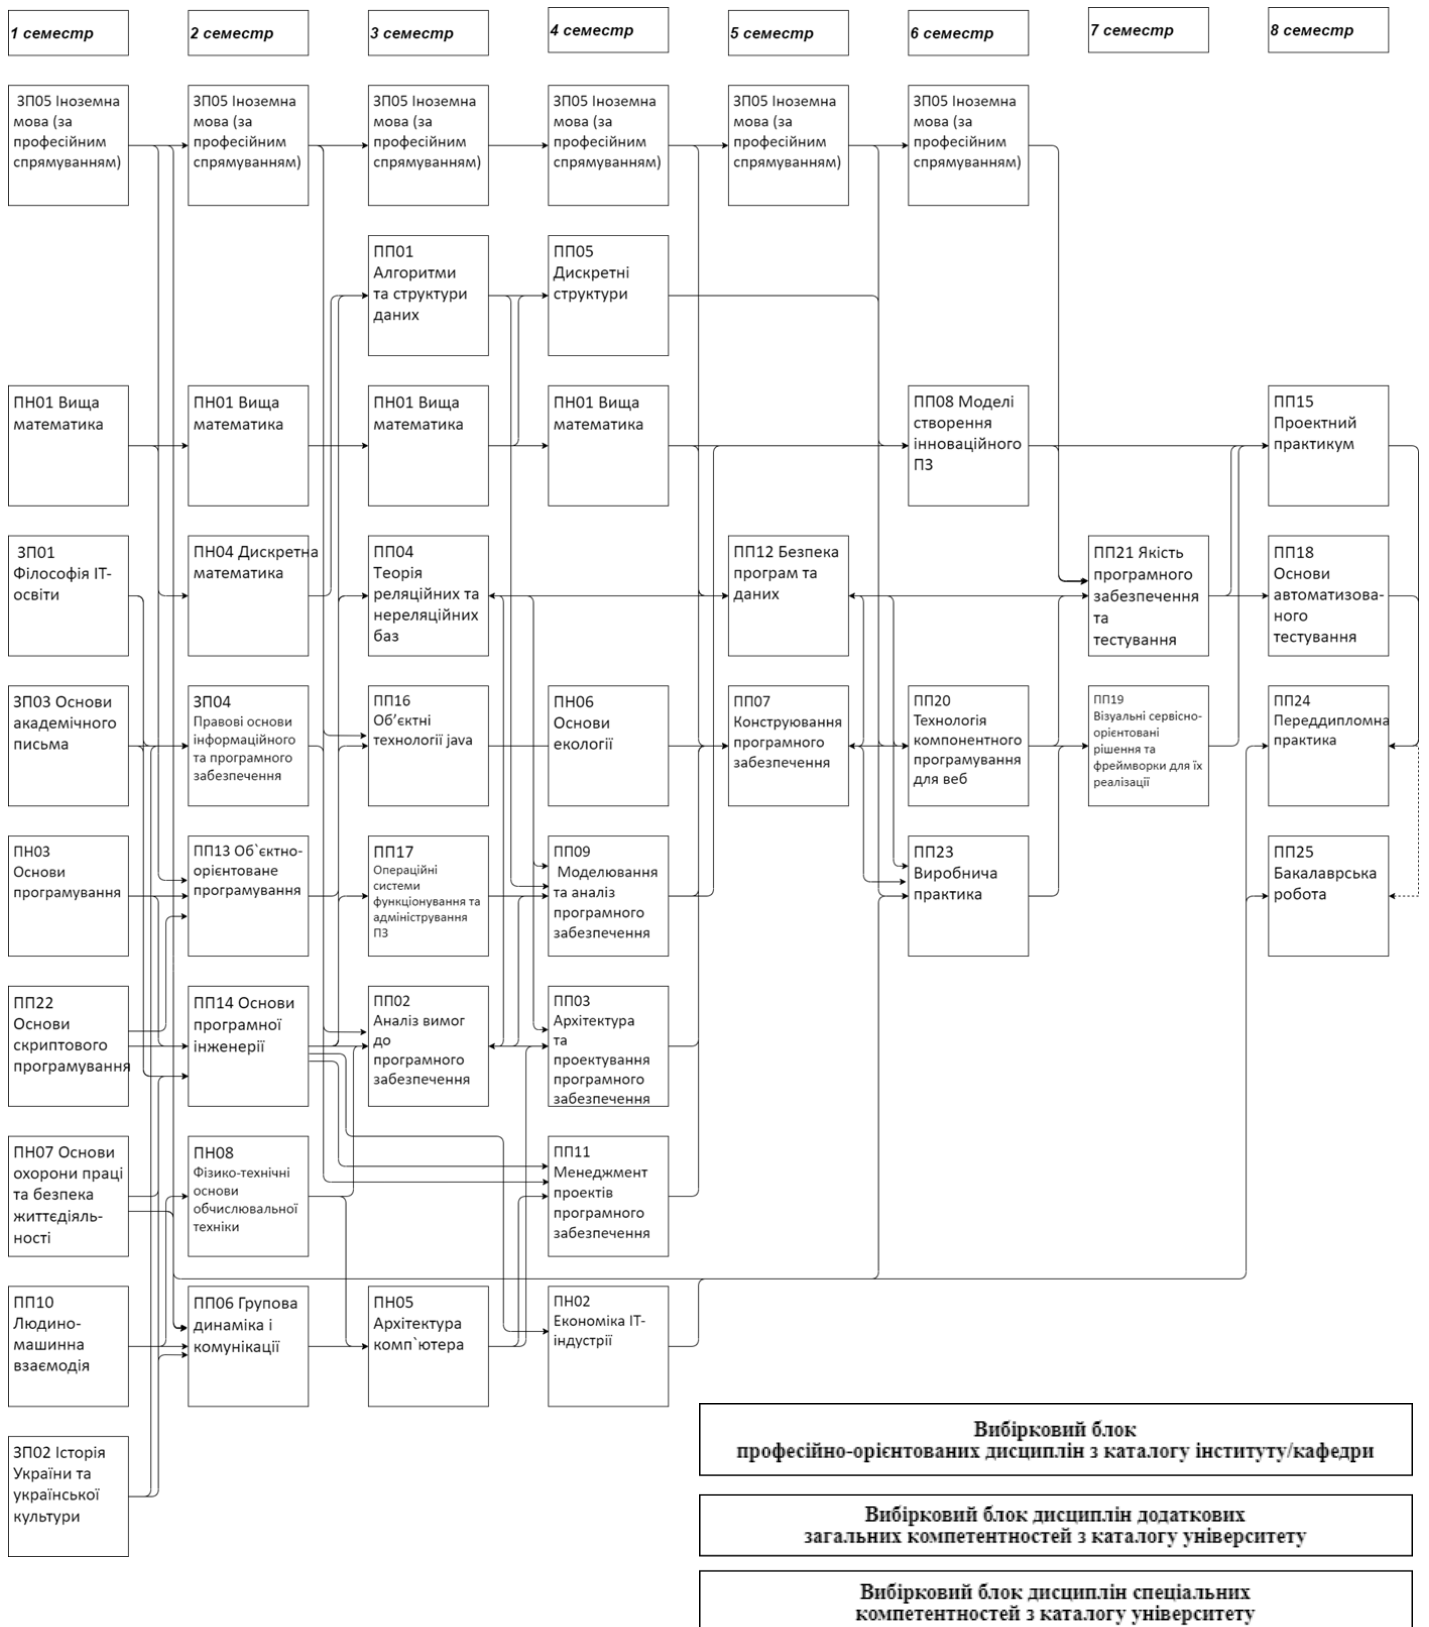 1 семестр
2 семестр
3 семестр
4 семестр
5 семестр
6 семестр
7 семестр
8 семестр
ЗП05 Іноземна
мова (за
професійним
спрямуванням)
ЗП05 Іноземна
мова (за
професійним
спрямуванням)
ЗП05 Іноземна
мова (за
професійним
спрямуванням)
ЗП05 Іноземна
мова (за
професійним
спрямуванням)
ЗП05 Іноземна
мова (за
професійним
спрямуванням)
ЗП05 Іноземна
мова (за
професійним
спрямуванням)
ПП01
Алгоритми
та структури
даних
ПП05
Дискретні
структури
ПН01 Вища
математика
ПН01 Вища
математика
ПН01 Вища
математика
ПН01 Вища
математика
ПП08 Моделі
створення
інноваційного
ПЗ
ПП15
Проектний
практикум
ЗП01
Філософія ІТ-
освіти
ПН04 Дискретна
математика
ПП04
Теорія
реляційних та
нереляційних
баз
ПП12 Безпека
програм та
даних
ПП21 Якість
програмного
забезпечення
та
тестування
ПП18
Основи
автоматизова-
ного
тестування
ЗП03 Основи
академічного
письма
ЗП04
Правові основи
інформаційного
та програмного
забезпечення
ПП16
Об’єктні
технології java
ПН06
Основи
екології
ПП07
Конструювання
програмного
забезпечення
ПП20
Технологія
компонентного
програмування
для веб
ПП19
Візуальні сервісно-
орієнтовані
рішення та
фреймворки для їх
реалізації
ПП24
Переддипломна
практика
ПН03
Основи
програмування
ПП13 Об`єктно-
орієнтоване
програмування
ПП17
Операційні
системи
функціонування та
адміністрування
ПЗ
ПП09
Моделювання
та аналіз
програмного
забезпечення
ПП23
Виробнича
практика
ПП25
Бакалаврська
робота
ПП22
Основи
скриптового
програмування
ПП14 Основи
програмної
інженерії
ПП02
Аналіз вимог
до
програмного
забезпечення
ПП03
Архітектура
та
проектування
програмного
забезпечення
ПН07 Основи
охорони праці
та безпека
життєдіяль-
ності
ПН08
Фізико-технічні
основи
обчислювальної
техніки
ПП11
Менеджмент
проектів
програмного
забезпечення
ПП10
Людино-
машинна
взаємодія
ПП06 Групова
динаміка і
комунікації
ПН05
Архітектура
комп`ютера
ПН02
Економіка ІТ-
індустрії
ЗП02 Історія
України та
української
культури
Вибірковий блок
професійно-орієнтованих дисциплін з каталогу інституту/кафедри
Вибірковий блок дисциплін додаткових
загальних компетентностей з каталогу університету
Вибірковий блок дисциплін спеціальних
компетентностей з каталогу університету